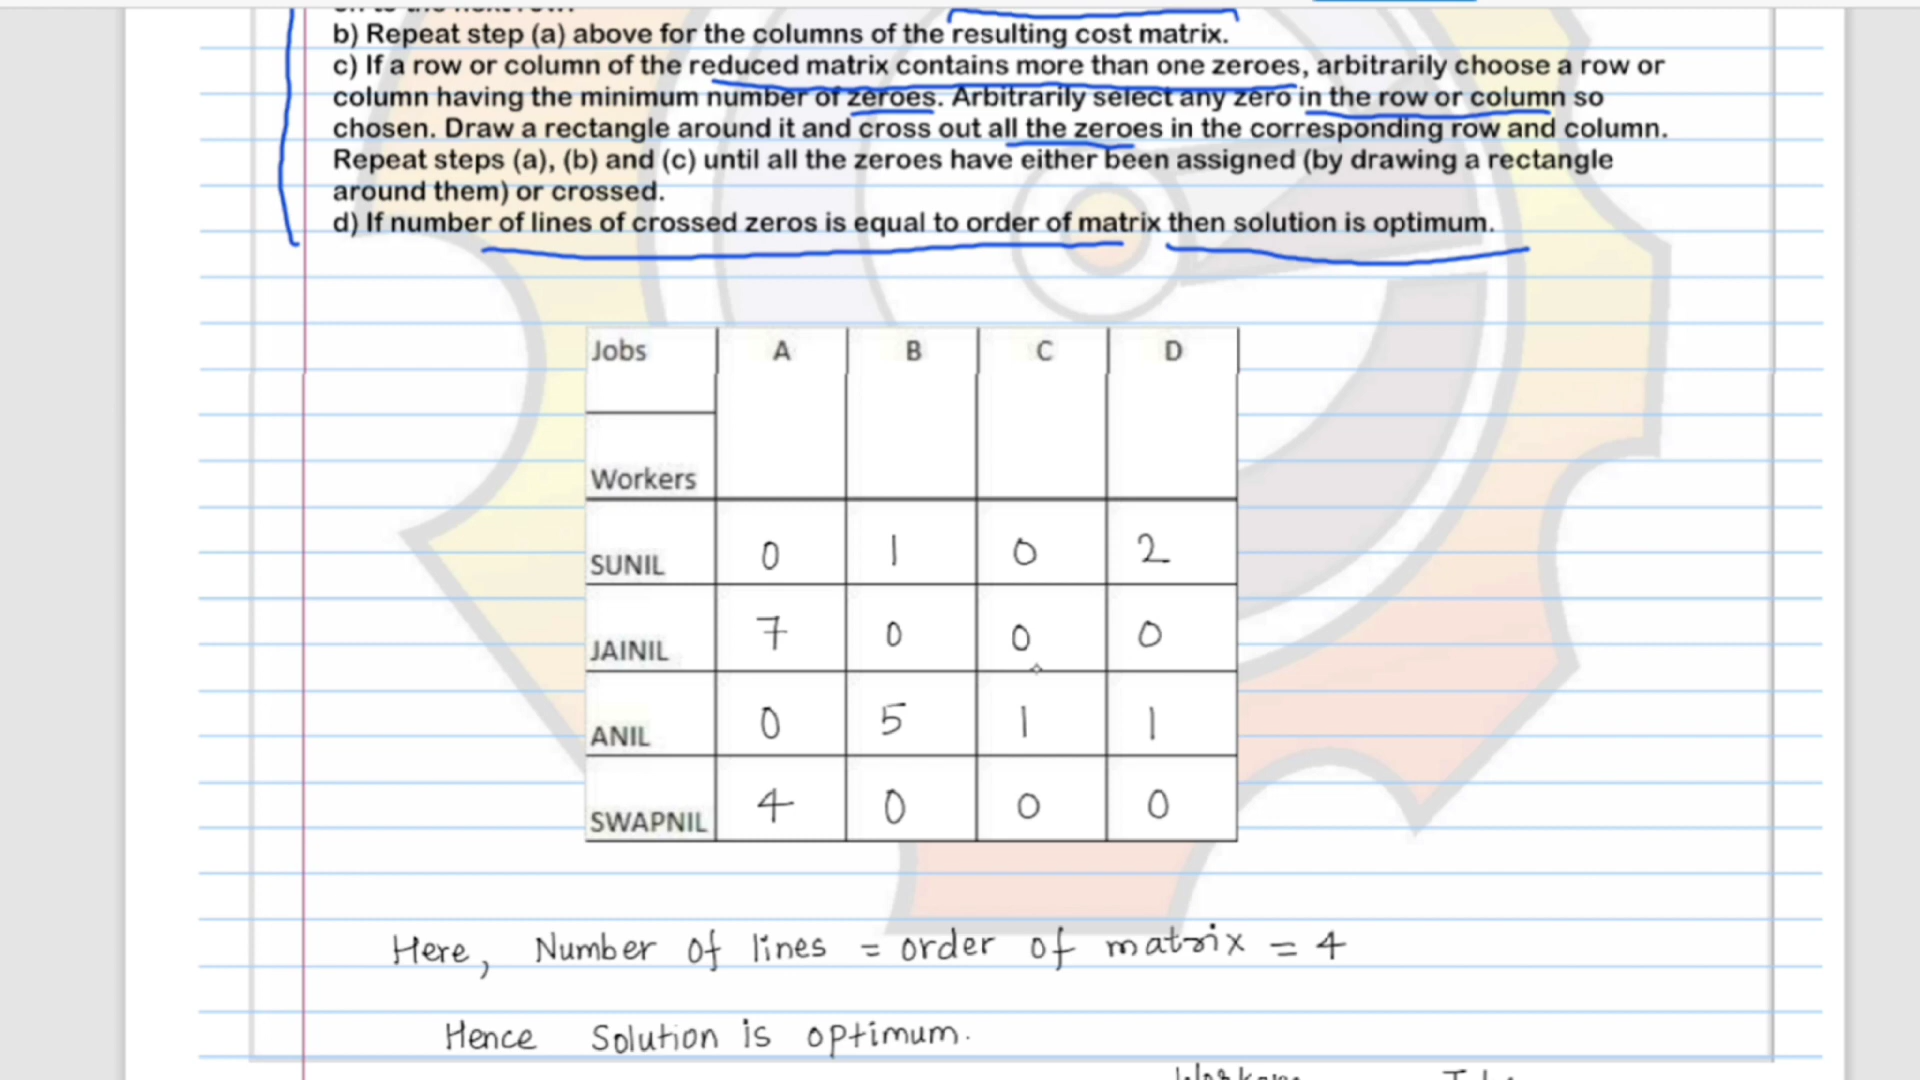 b) Repeat step (a) above for the columns of the resulting cost matrix.
c) If a row or column of the reduced matrix contains more than one zeroes, arbitrarily choose a row or
column having the minimum number of zeroes. Arbitrarily select any zero in the row or column so
chosen. Draw a rectangle around it and cross out all the zeroes in the corresponding row and column.
Repeat steps (a), (b) and (c) until all the zeroes have either been assigned (by drawing a rectangle
around them) or crossed.
d) If number of lines of crossed zeros is equal to order of matrix then solution is optimum.
Jobs A B C D
Workers
SUNIL 0 1 0 2
JAINIL 7 0 0 0
ANIL 0 5 1 1
SWAPNIL 4 0 0 0
Here, Number of lines = order of matrix = 4
Hence Solution is optimum.